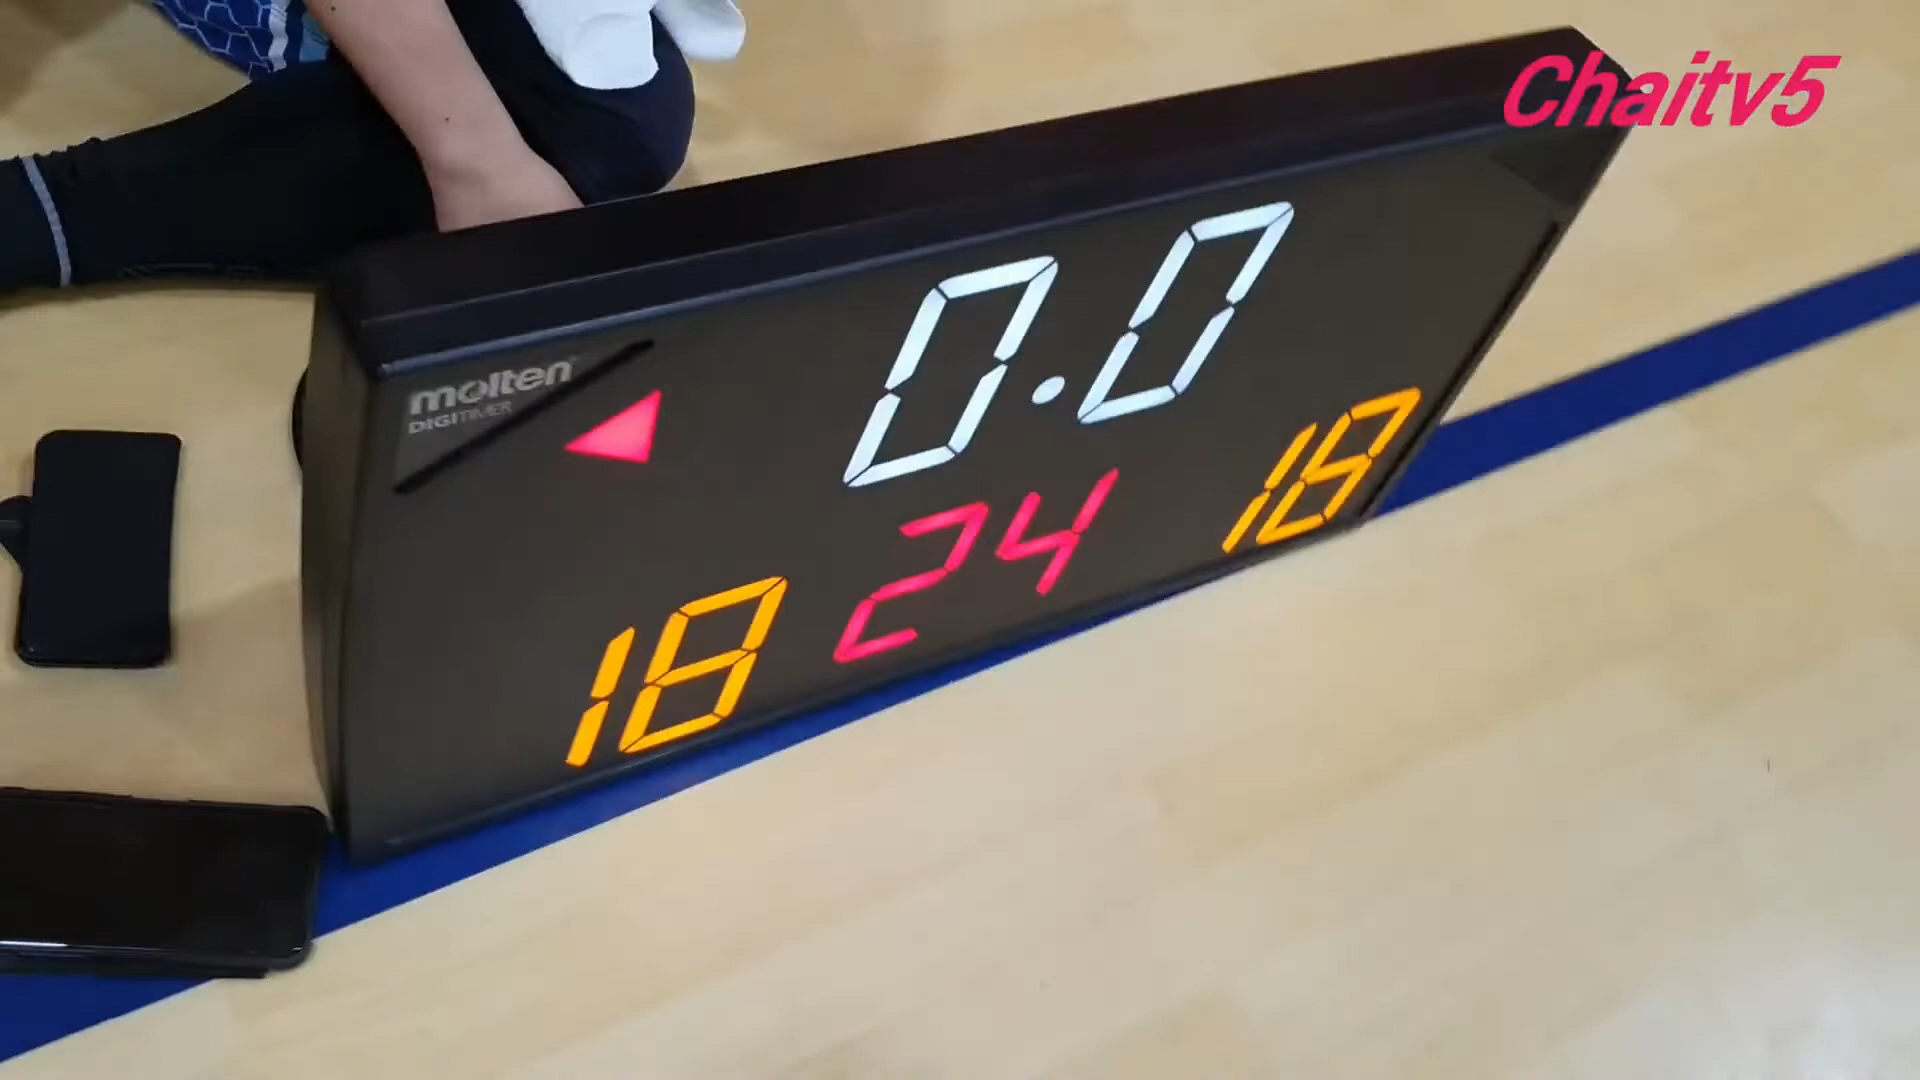 Chaitv5
molten
DIGITIMER
0.0
18 24 18